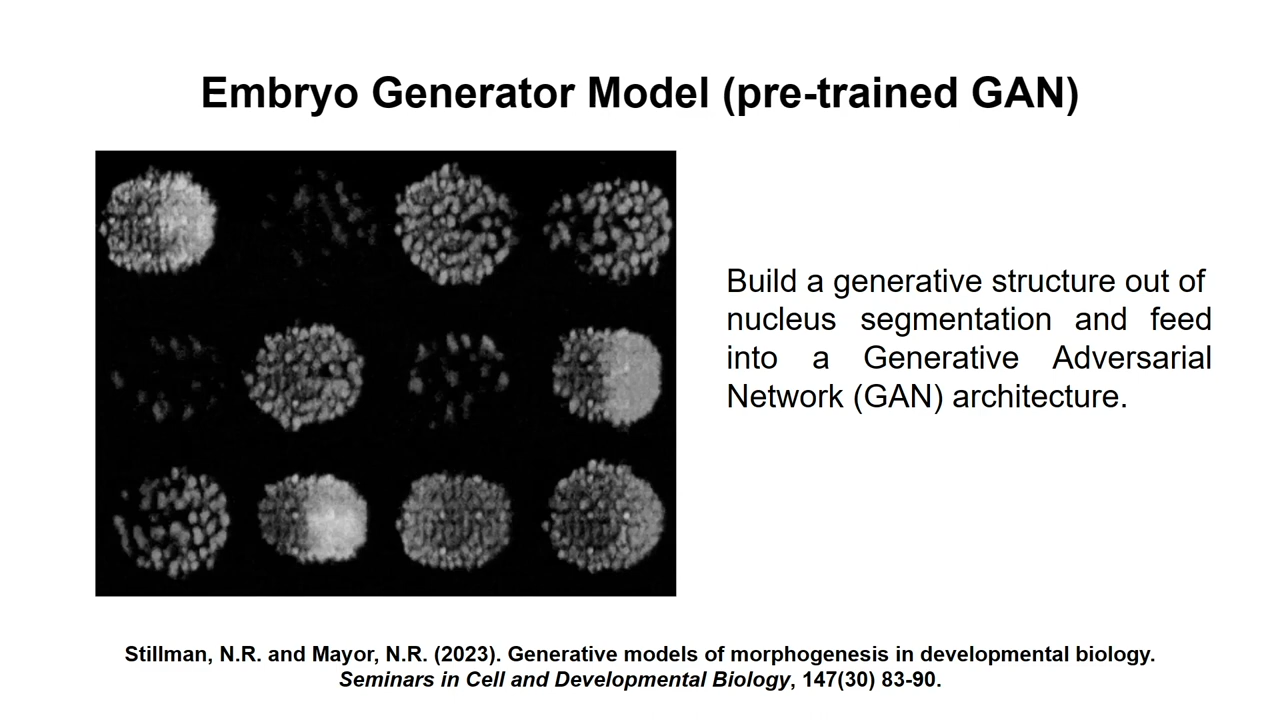 Embryo Generator Model (pre-trained GAN)
Build a generative structure out of
nucleus segmentation and feed
into a Generative Adversarial
Network (GAN) architecture.
Stillman, N.R. and Mayor, N.R. (2023). Generative models of morphogenesis in developmental biology.
Seminars in Cell and Developmental Biology, 147(30) 83-90.